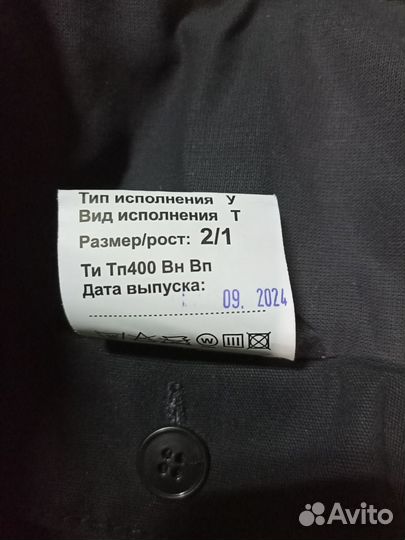 Тип исполнения У
Вид исполнения Т
Размер/рост: 2/1
Ти Тп400 Вн Вп
Дата выпуска: 09. 2024
W
Avito